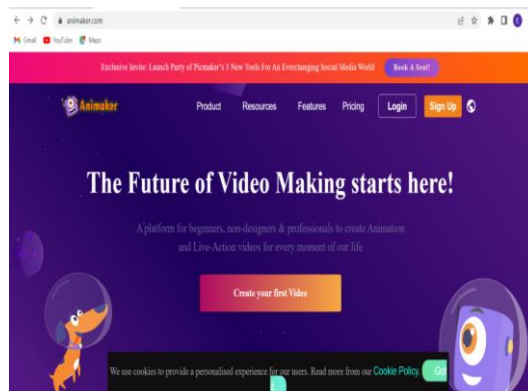 animaker.com
Gmail YouTube Maps
Exclusive Invite: Launch Party of Picmaker's 3 New Tools For An Everchanging Social Media World Book A Seat!
Animaker Product Resources Features Pricing Login Sign Up
The Future of Video Making starts here!
A platform for beginners, non-designers & professionals to create Animation
and Live-Action videos for every moment of our life
Create your first Video
We use cookies to provide a personalised experience for our users. Read more from our Cookie Policy. Got